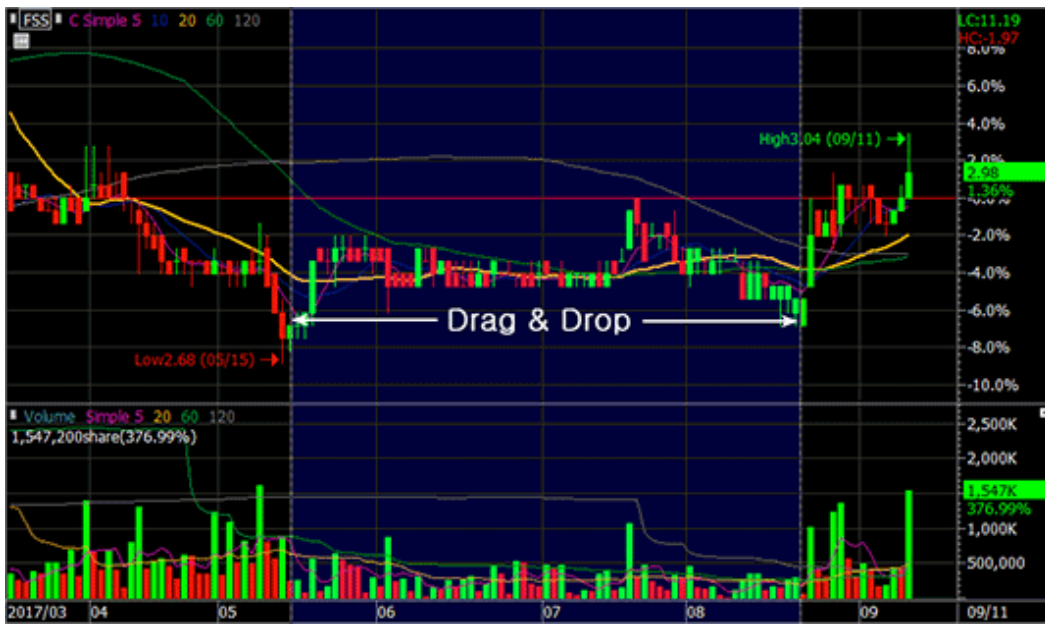 FSS C Simple 5 10 20 60 120
LC:11.19
HC:-1.97
8.0%
6.0%
4.0%
High3.04 (09/11)
2.0%
2.98
1.36%
-0.0%
-2.0%
-4.0%
Drag & Drop
-6.0%
Low2.68 (05/15)
-8.0%
-10.0%
Volume Simple 5 20 60 120
1,547,200share(376.99%)
2,500K
2,000K
1,547K
376.99%
1,000K
500,000
2017/03 04 05 06 07 08 09 09/11